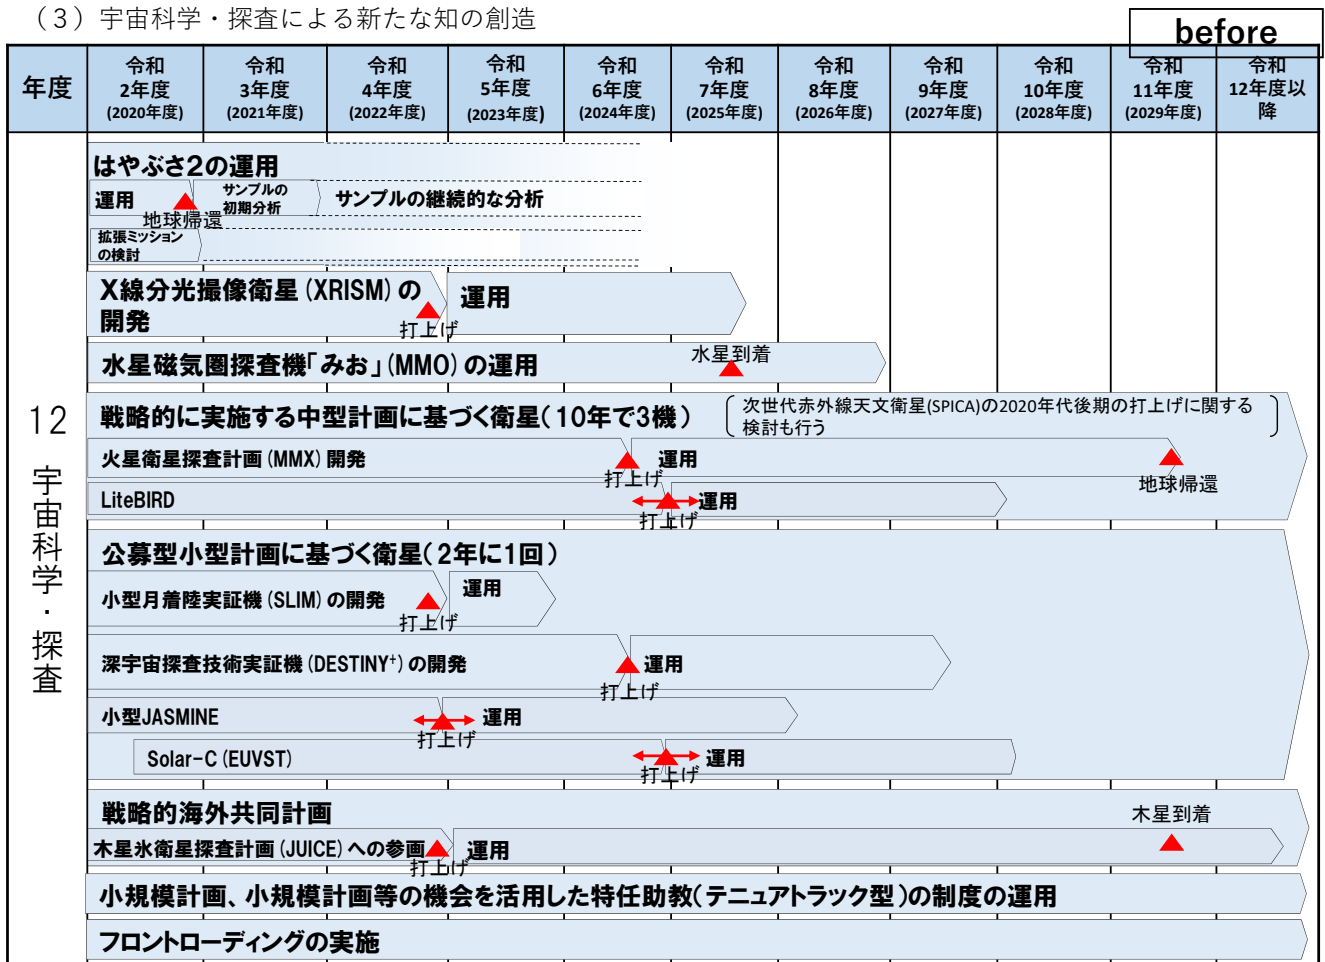 （３）宇宙科学・探査による新たな知の創造
before
年度
令和
2年度
(2020年度)
令和
3年度
(2021年度)
令和
4年度
(2022年度)
令和
5年度
(2023年度)
令和
6年度
(2024年度)
令和
7年度
(2025年度)
令和
8年度
(2026年度)
令和
9年度
(2027年度)
令和
10年度
(2028年度)
令和
11年度
(2029年度)
令和
12年度以
降
12
宇宙科学・探査
はやぶさ2の運用
運用
地球帰還
サンプルの
初期分析
サンプルの継続的な分析
拡張ミッション
の検討
X線分光撮像衛星(XRISM)の
開発
打上げ
運用
水星磁気圏探査機「みお」(MMO)の運用
水星到着
戦略的に実施する中型計画に基づく衛星(10年で3機)
次世代赤外線天文衛星(SPICA)の2020年代後期の打上げに関する
検討も行う
火星衛星探査計画(MMX)開発
打上げ
運用
地球帰還
LiteBIRD
打上げ
運用
公募型小型計画に基づく衛星(2年に1回)
小型月着陸実証機(SLIM)の開発
打上げ
運用
深宇宙探査技術実証機(DESTINY⁺)の開発
打上げ
運用
小型JASMINE
打上げ
運用
Solar-C(EUVST)
打上げ
運用
戦略的海外共同計画
木星到着
木星氷衛星探査計画(JUICE)への参画
打上げ
運用
小規模計画、小規模計画等の機会を活用した特任助教(テニュアトラック型)の制度の運用
フロントローディングの実施